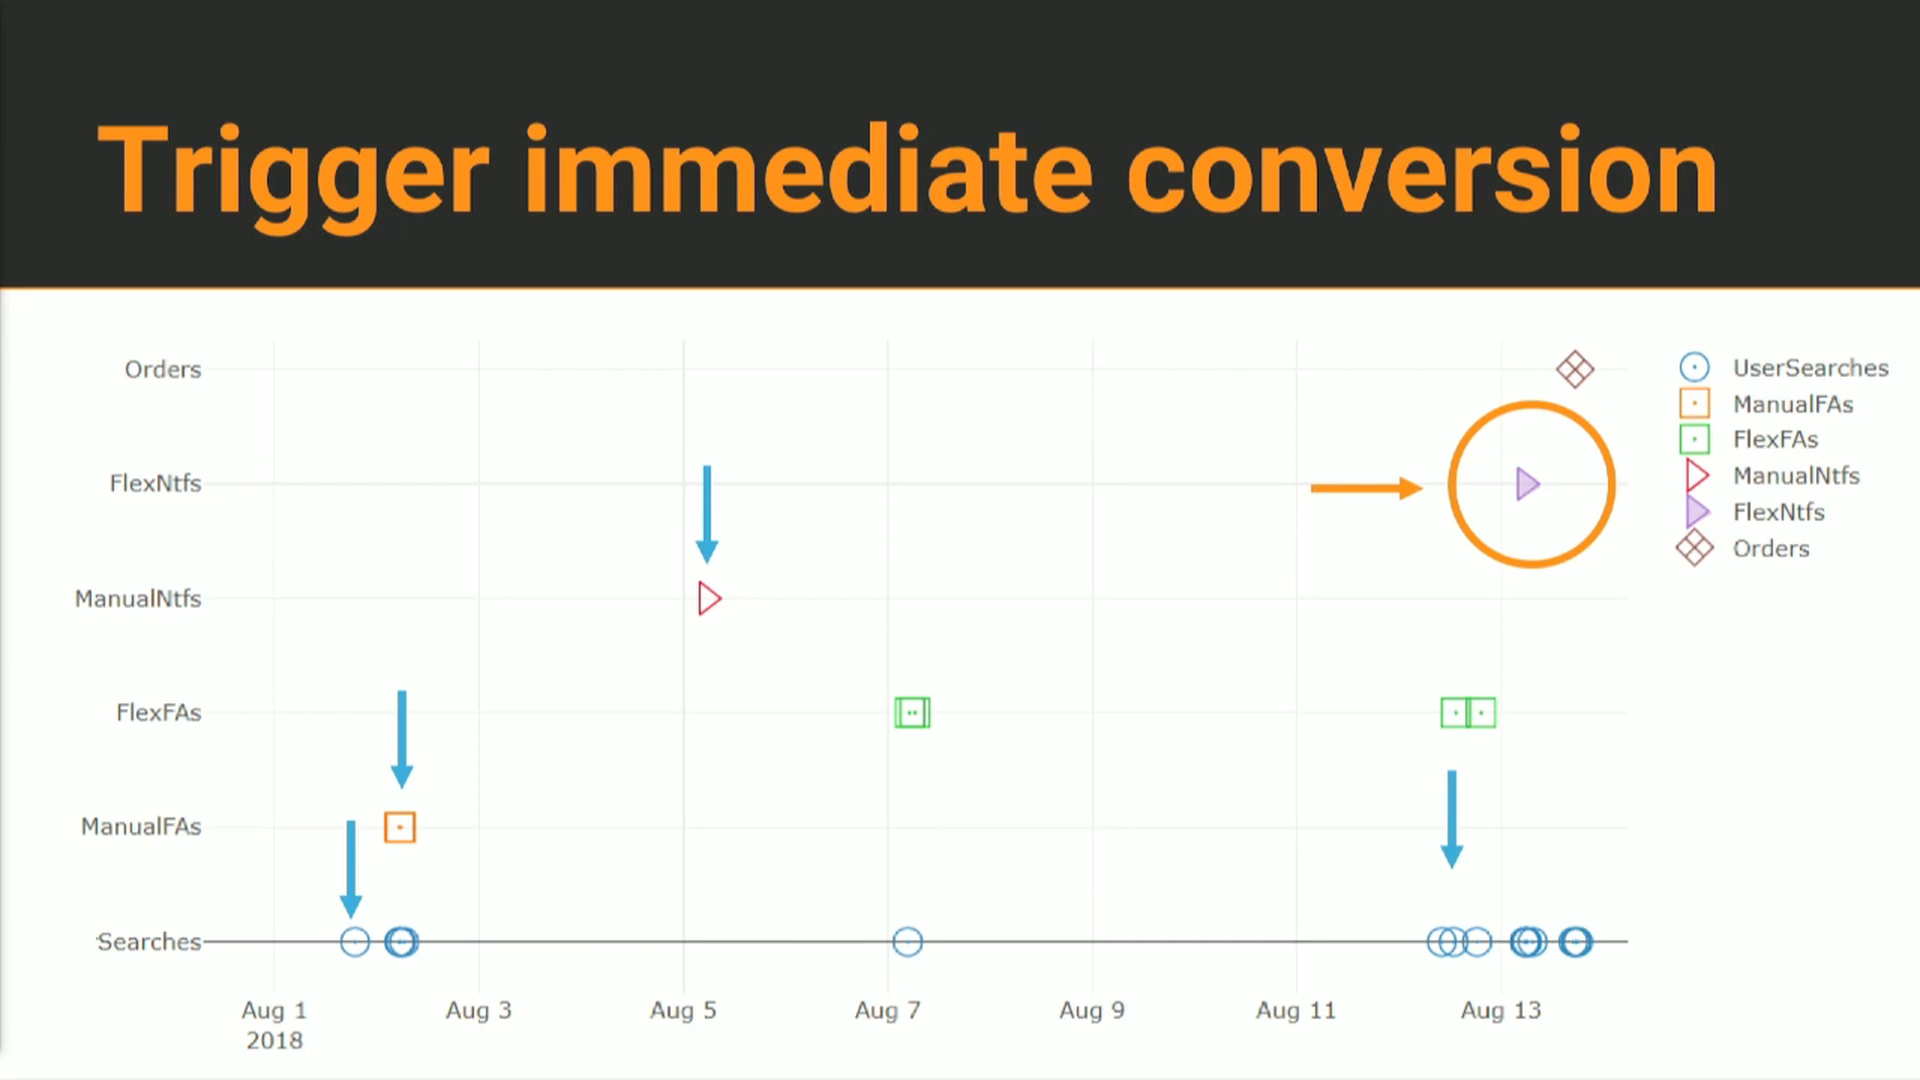 Trigger immediate conversion
Orders
FlexNtfs
ManualNtfs
FlexFAs
ManualFAs
Searches
Aug 1
2018
Aug 3
Aug 5
Aug 7
Aug 9
Aug 11
Aug 13
UserSearches
ManualFAs
FlexFAs
ManualNtfs
FlexNtfs
Orders